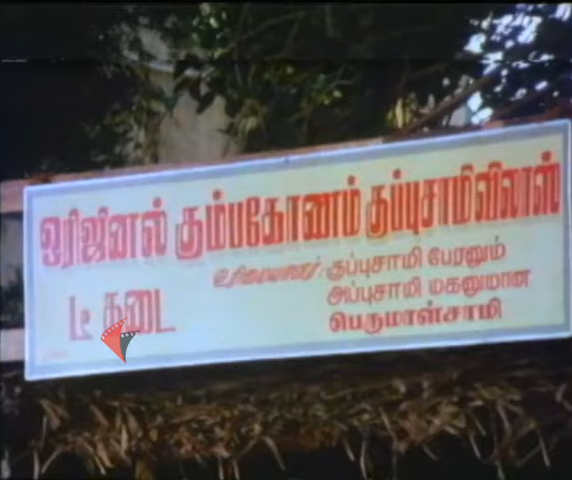 ஒரிஜினல் கும்பகோணம் குப்புசாமிவிலாஸ்
டீ கடை
உரிமையாளர்: குப்புசாமி பேரனும்
அப்புசாமி மகனுமான
பெருமாள்சாமி